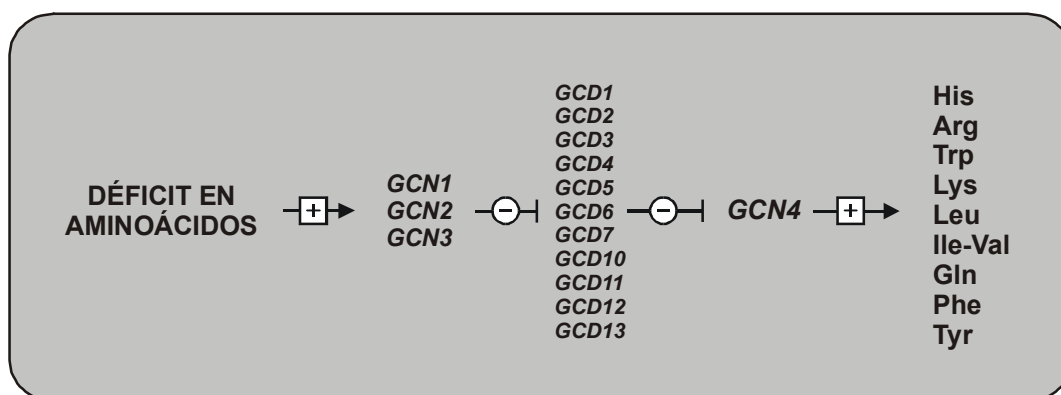 DÉFICIT EN
AMINOÁCIDOS
+
GCN1
GCN2
GCN3
−
GCD1
GCD2
GCD3
GCD4
GCD5
GCD6
GCD7
GCD10
GCD11
GCD12
GCD13
−
GCN4
+
His
Arg
Trp
Lys
Leu
Ile-Val
Gln
Phe
Tyr